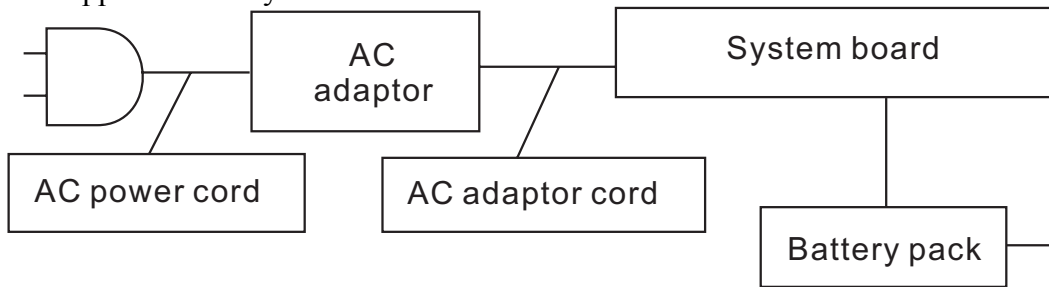 AC
adaptor
System board
AC power cord
AC adaptor cord
Battery pack